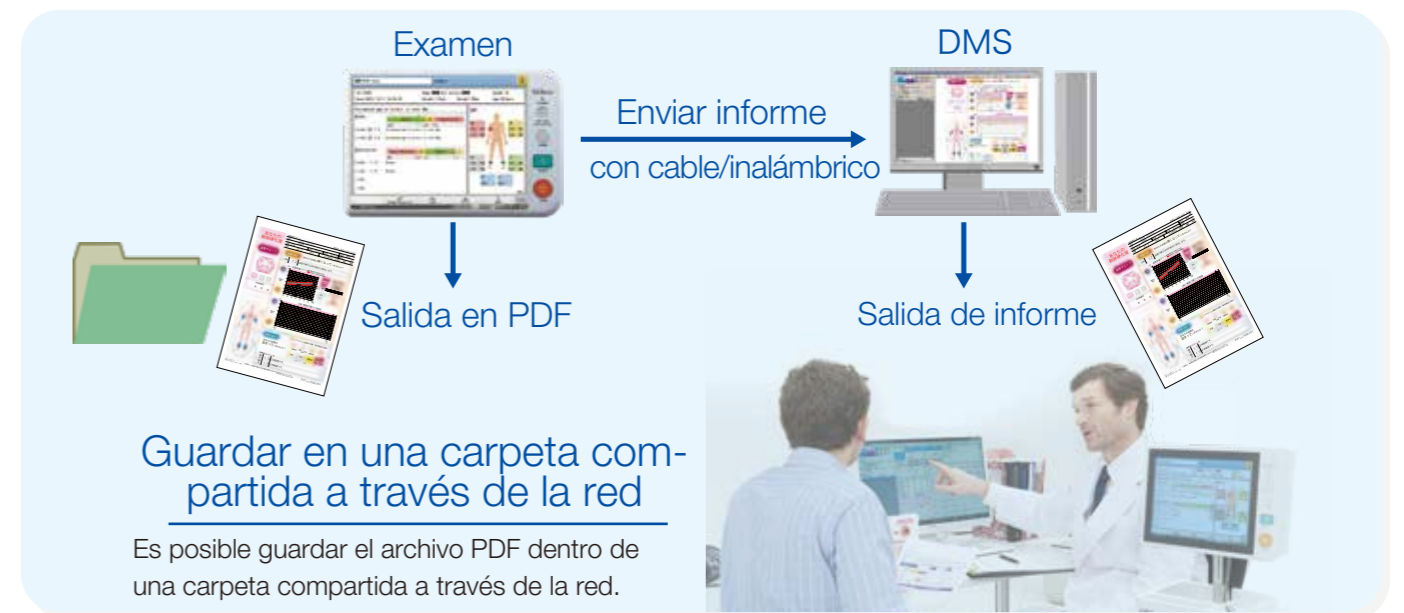 Examen
DMS
Enviar informe
con cable/inalámbrico
Salida en PDF
Salida de informe
Guardar en una carpeta com-
partida a través de la red
Es posible guardar el archivo PDF dentro de
una carpeta compartida a través de la red.